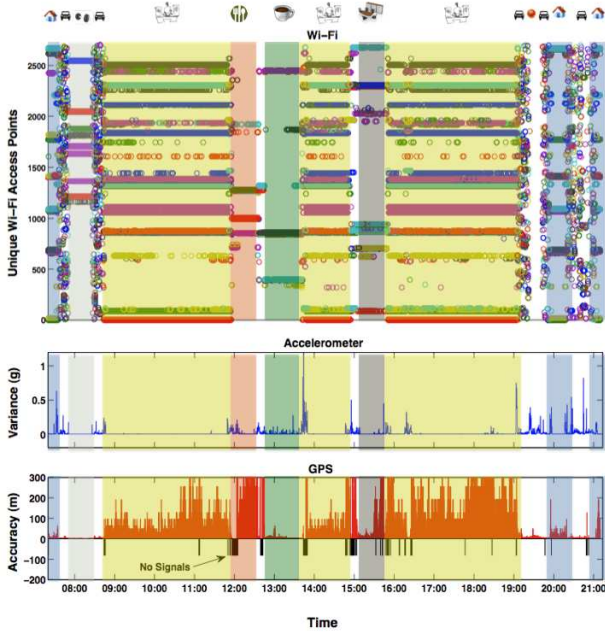 Wi-Fi
Unique Wi-Fi Access Points
2500
2000
1500
1000
500
0
Accelerometer
Variance (g)
1
0.5
0
GPS
Accuracy (m)
300
200
100
0
-100
-200
No Signals
08:00 09:00 10:00 11:00 12:00 13:00 14:00 15:00 16:00 17:00 18:00 19:00 20:00 21:00
Time